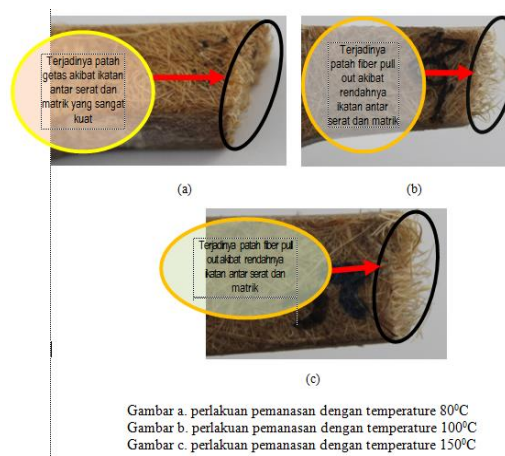 Terjadinya patah
getas akibat ikatan
antar serat dan
matrik yang sangat
kuat
Terjadinya
patah fiber pull
out akibat
rendahnya
ikatan antar
serat dan matrik
(a)
(b)
Terjadinya patah fiber pull
out akibat rendahnya
ikatan antar serat dan
matrik
(c)
Gambar a. perlakuan pemanasan dengan temperature 80⁰C
Gambar b. perlakuan pemanasan dengan temperature 100⁰C
Gambar c. perlakuan pemanasan dengan temperature 150⁰C